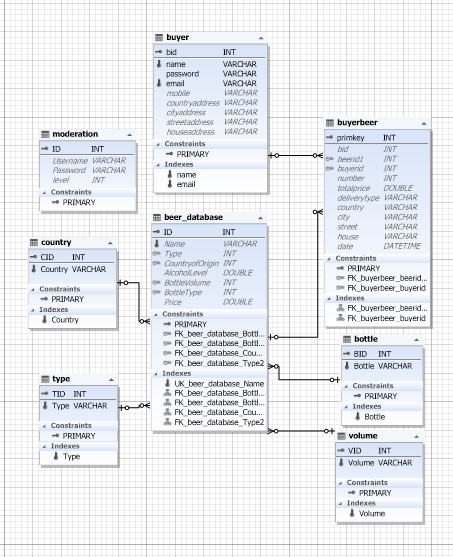 buyer
bid INT
name VARCHAR
password VARCHAR
email VARCHAR
mobile VARCHAR
countryaddress VARCHAR
cityaddress VARCHAR
streetaddress VARCHAR
houseaddress VARCHAR
Constraints
PRIMARY
Indexes
name
email
moderation
ID INT
Username VARCHAR
Password VARCHAR
level INT
Constraints
PRIMARY
buyerbeer
primkey INT
bid INT
beerid1 INT
buyerid INT
number INT
totalprice DOUBLE
deliverytype VARCHAR
country VARCHAR
city VARCHAR
street VARCHAR
house VARCHAR
date DATETIME
Constraints
PRIMARY
FK_buyerbeer_beerid...
FK_buyerbeer_buyerid
Indexes
FK_buyerbeer_beerid...
FK_buyerbeer_buyerid
beer_database
ID INT
Name VARCHAR
Type INT
CountryofOrigin INT
AlcoholLevel DOUBLE
BottleVolume INT
BottleType INT
Price DOUBLE
Constraints
PRIMARY
FK_beer_database_Bottl...
FK_beer_database_Bottl...
FK_beer_database_Cou...
FK_beer_database_Type2
Indexes
UK_beer_database_Name
FK_beer_database_Bottl...
FK_beer_database_Bottl...
FK_beer_database_Cou...
FK_beer_database_Type2
country
CID INT
Country VARCHAR
Constraints
PRIMARY
Indexes
Country
type
TID INT
Type VARCHAR
Constraints
PRIMARY
Indexes
Type
bottle
BID INT
Bottle VARCHAR
Constraints
PRIMARY
Indexes
Bottle
volume
VID INT
Volume VARCHAR
Constraints
PRIMARY
Indexes
Volume